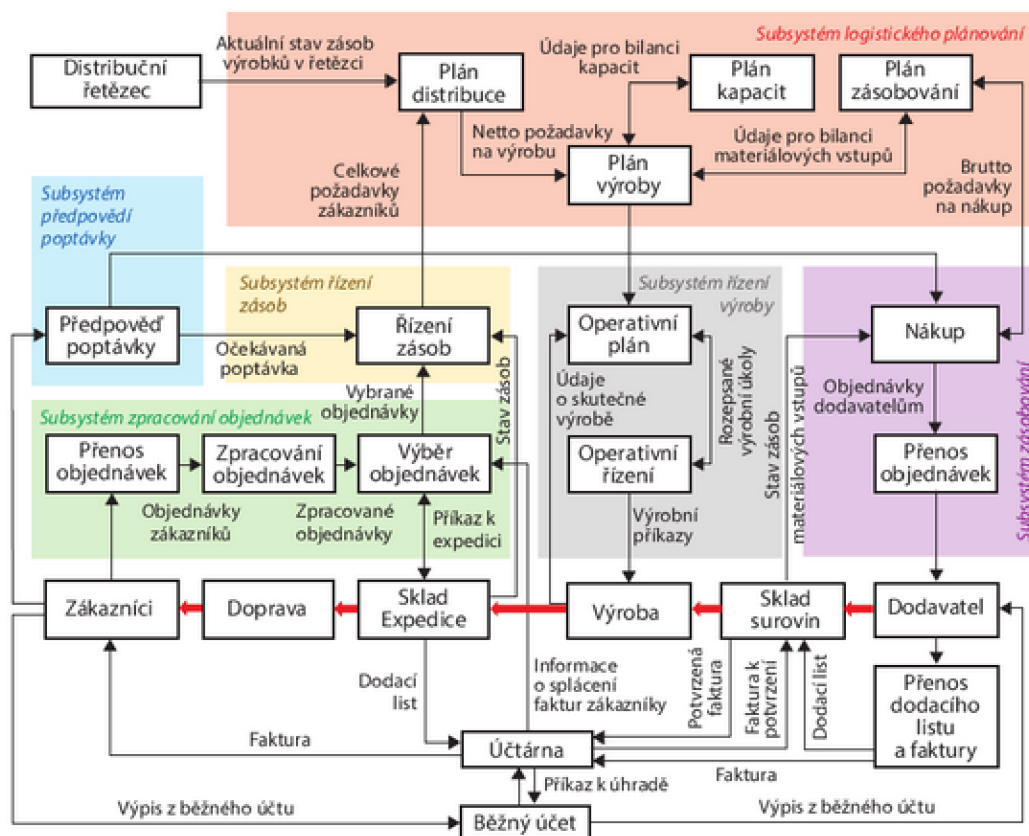 Subsystém logistického plánování
Aktuální stav zásob
výrobků v řetězci
Distribuční
řetězec
Plán
distribuce
Údaje pro bilanci
kapacit
Plán
kapacit
Plán
zásobování
Netto požadavky
na výrobu
Údaje pro bilanci
materiálových vstupů
Plán
výroby
Celkové
požadavky
zákazníků
Brutto
požadavky
na nákup
Subsystém
předpovědí
poptávky
Předpověď
poptávky
Očekávaná
poptávka
Subsystém řízení
zásob
Řízení
zásob
Subsystém řízení
výroby
Operativní
plán
Nákup
Vybrané
objednávky
Stav zásob
Údaje
o skutečné
výrobě
Rozepsané
výrobní úkoly
Stav zásob
materiálových vstupů
Objednávky
dodavatelům
Subsystém zásobování
Subsystém zpracování objednávek
Přenos
objednávek
Zpracování
objednávek
Výběr
objednávek
Operativní
řízení
Přenos
objednávek
Objednávky
zákazníků
Zpracované
objednávky
Příkaz k
expedici
Výrobní
příkazy
Zákazníci
Doprava
Sklad
Expedice
Výroba
Sklad
surovin
Dodavatel
Dodací
list
Informace
o splácení
faktur zákazníky
Potvrzená
faktura
Faktura k
potvrzení
Dodací list
Přenos
dodacího
listu
a faktury
Faktura
Účtárna
Faktura
Příkaz k úhradě
Výpis z běžného účtu
Běžný účet
Výpis z běžného účtu